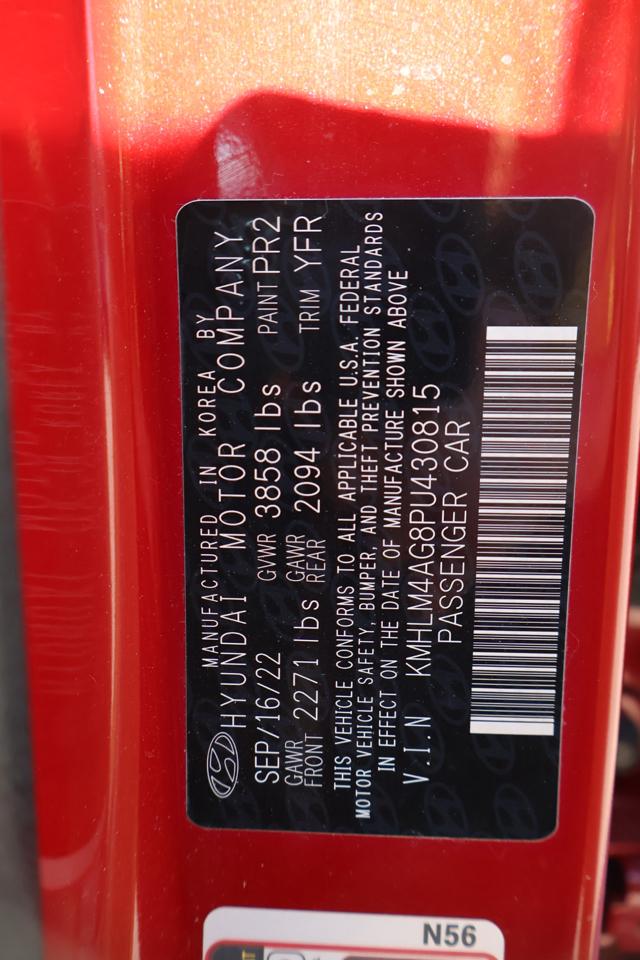 MANUFACTURED IN KOREA BY
HYUNDAI MOTOR COMPANY
SEP/16/22 GVWR 3858 lbs PAINT PR2
GAWR FRONT 2271 lbs GAWR REAR 2094 lbs TRIM YFR
THIS VEHICLE CONFORMS TO ALL APPLICABLE U.S.A. FEDERAL
MOTOR VEHICLE SAFETY, BUMPER, AND THEFT PREVENTION STANDARDS
IN EFFECT ON THE DATE OF MANUFACTURE SHOWN ABOVE
V.I.N KMHLM4AG8PU430815
PASSENGER CAR
N56